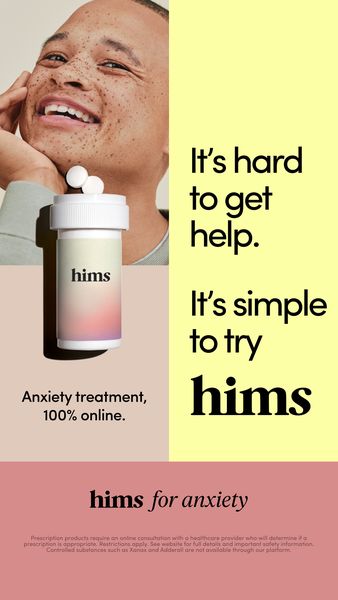 It's hard
to get
help.
It's simple
to try
hims
hims
Anxiety treatment,
100% online.
hims for anxiety
Prescription products require an online consultation with a healthcare provider who will determine if a
prescription is appropriate. Restrictions apply. See website for full details and important safety information.
Controlled substances such as Xanax and Adderall are not available through our platform.